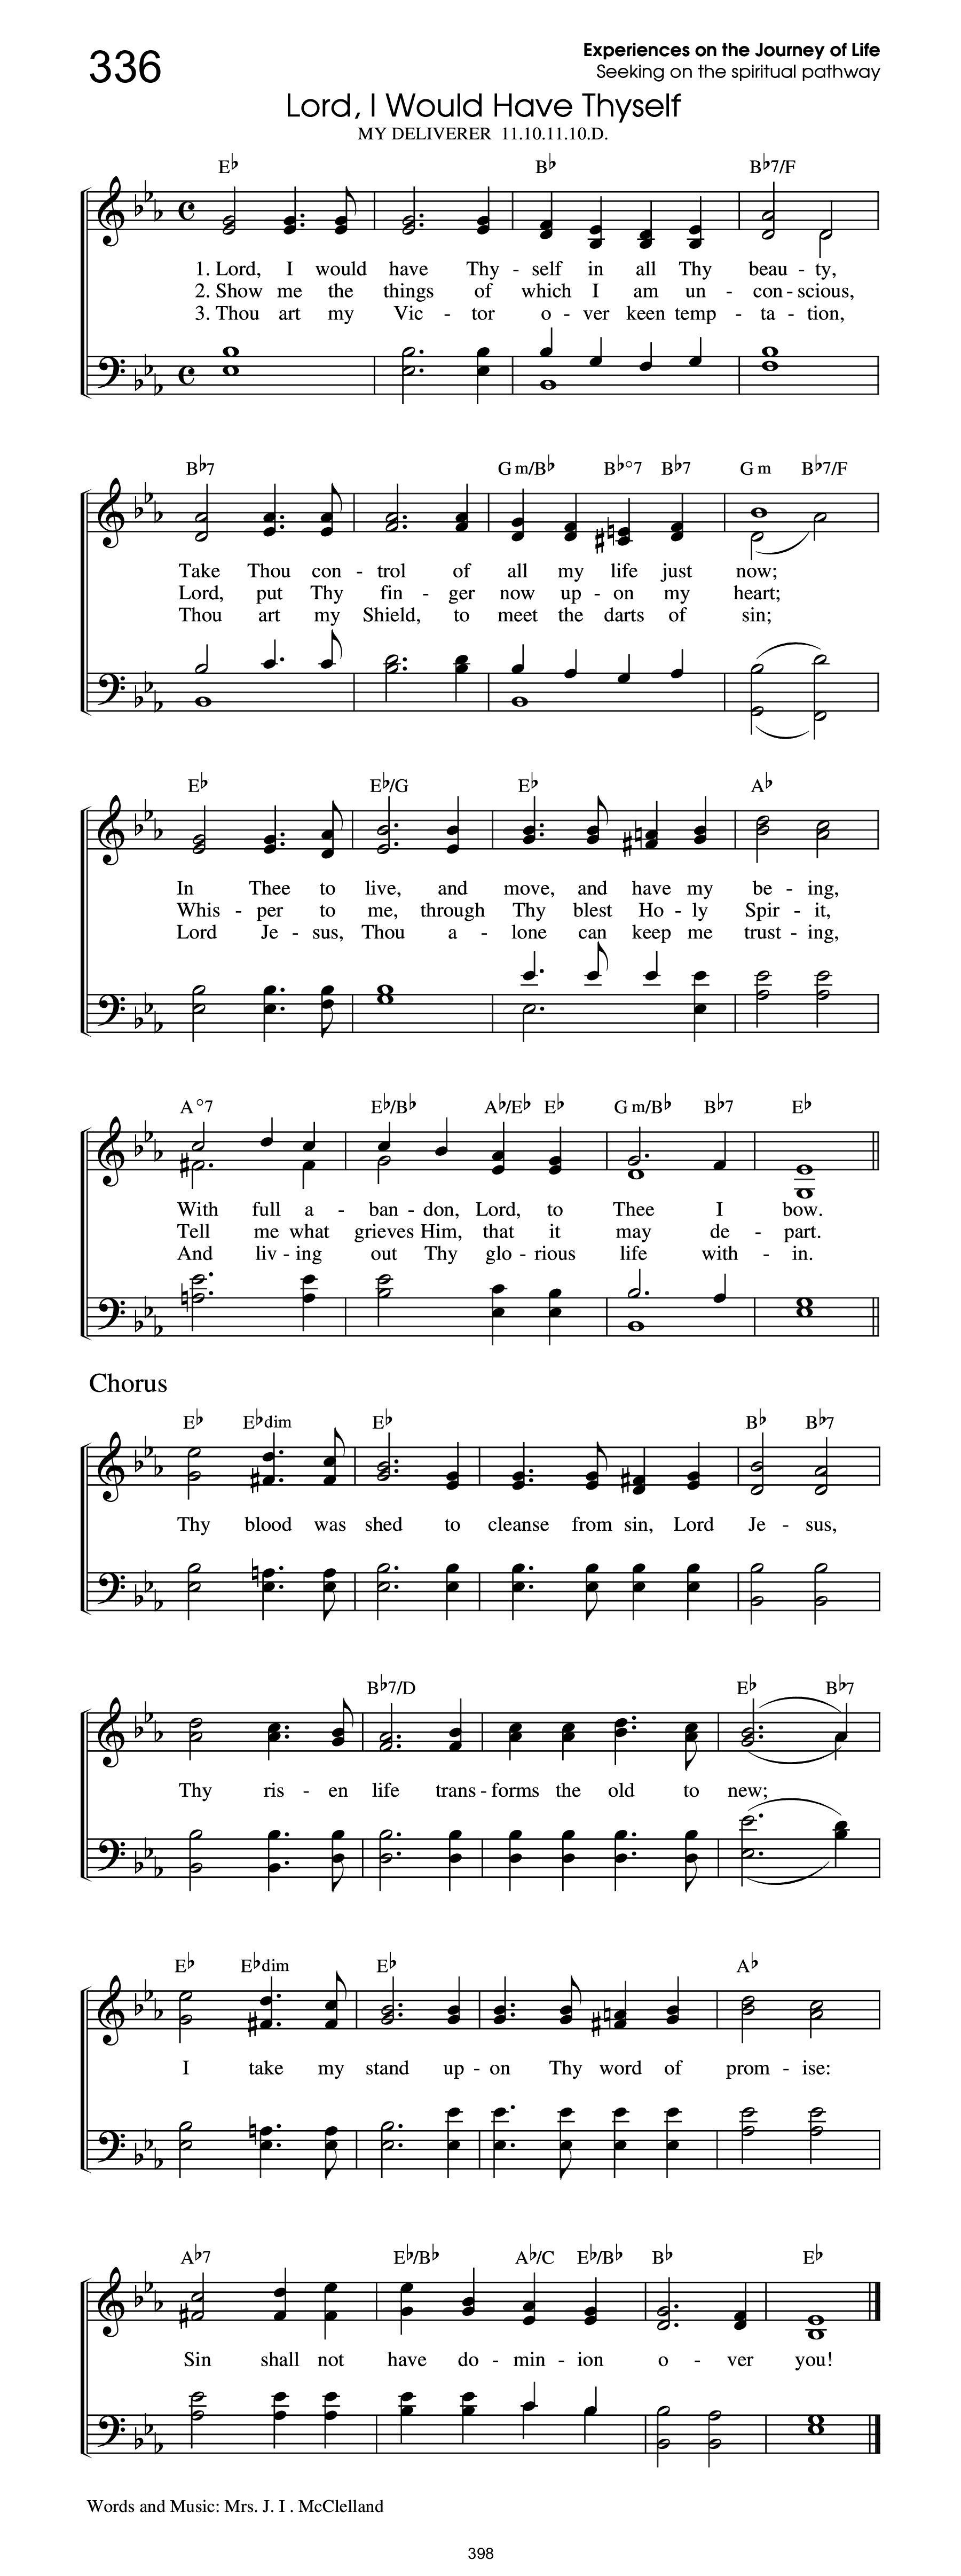 336
Experiences on the Journey of Life
Seeking on the spiritual pathway
Lord, I Would Have Thyself
MY DELIVERER 11.10.11.10.D.
E♭ B♭ B♭7/F
1. Lord, I would have Thy - self in all Thy beau - ty,
2. Show me the things of which I am un - con - scious,
3. Thou art my Vic - tor o - ver keen temp - ta - tion,
B♭7 Gm/B♭ B♭°7 B♭7 Gm B♭7/F
Take Thou con - trol of all my life just now;
Lord, put Thy fin - ger now up - on my heart;
Thou art my Shield, to meet the darts of sin;
E♭ E♭/G E♭ A♭
In Thee to live, and move, and have my be - ing,
Whis - per to me, through Thy blest Ho - ly Spir - it,
Lord Je - sus, Thou a - lone can keep me trust - ing,
A°7 E♭/B♭ A♭/E♭ E♭ Gm/B♭ B♭7 E♭
With full a - ban - don, Lord, to Thee I bow.
Tell me what grieves Him, that it may de - part.
And liv - ing out Thy glo - rious life with - in.
Chorus
E♭ E♭dim E♭ B♭ B♭7
Thy blood was shed to cleanse from sin, Lord Je - sus,
B♭7/D E♭ B♭7
Thy ris - en life trans - forms the old to new;
E♭ E♭dim E♭ A♭
I take my stand up - on Thy word of prom - ise:
A♭7 E♭/B♭ A♭/C E♭/B♭ B♭ E♭
Sin shall not have do - min - ion o - ver you!
Words and Music: Mrs. J. I . McClelland
398